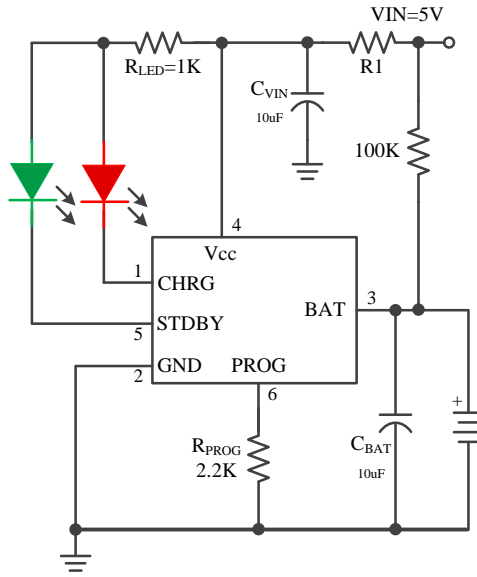 VIN=5V
RLED=1K
R1
CVIN
10uF
100K
4
Vcc
1
CHRG
3
BAT
STDBY
5
GND
2
PROG
6
RPROG
2.2K
CBAT
10uF
+